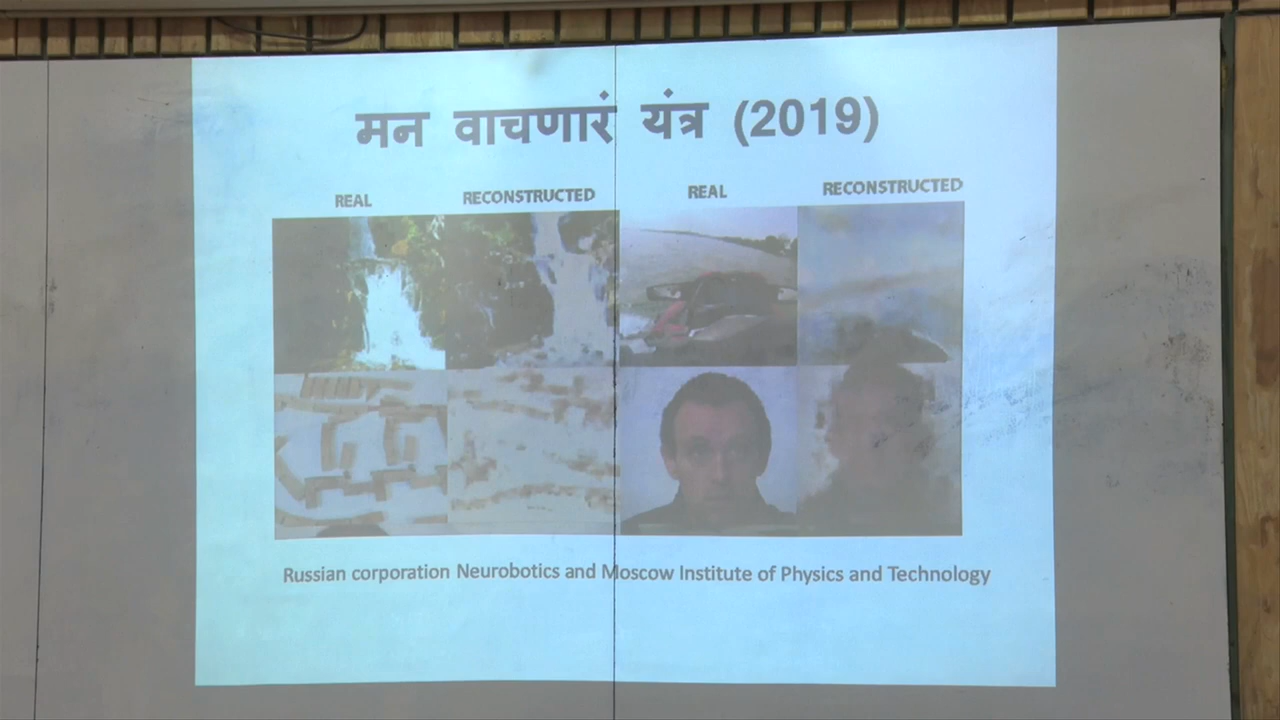 मन वाचणारं यंत्र (2019)
REAL RECONSTRUCTED REAL RECONSTRUCTED
Russian corporation Neurobotics and Moscow Institute of Physics and Technology